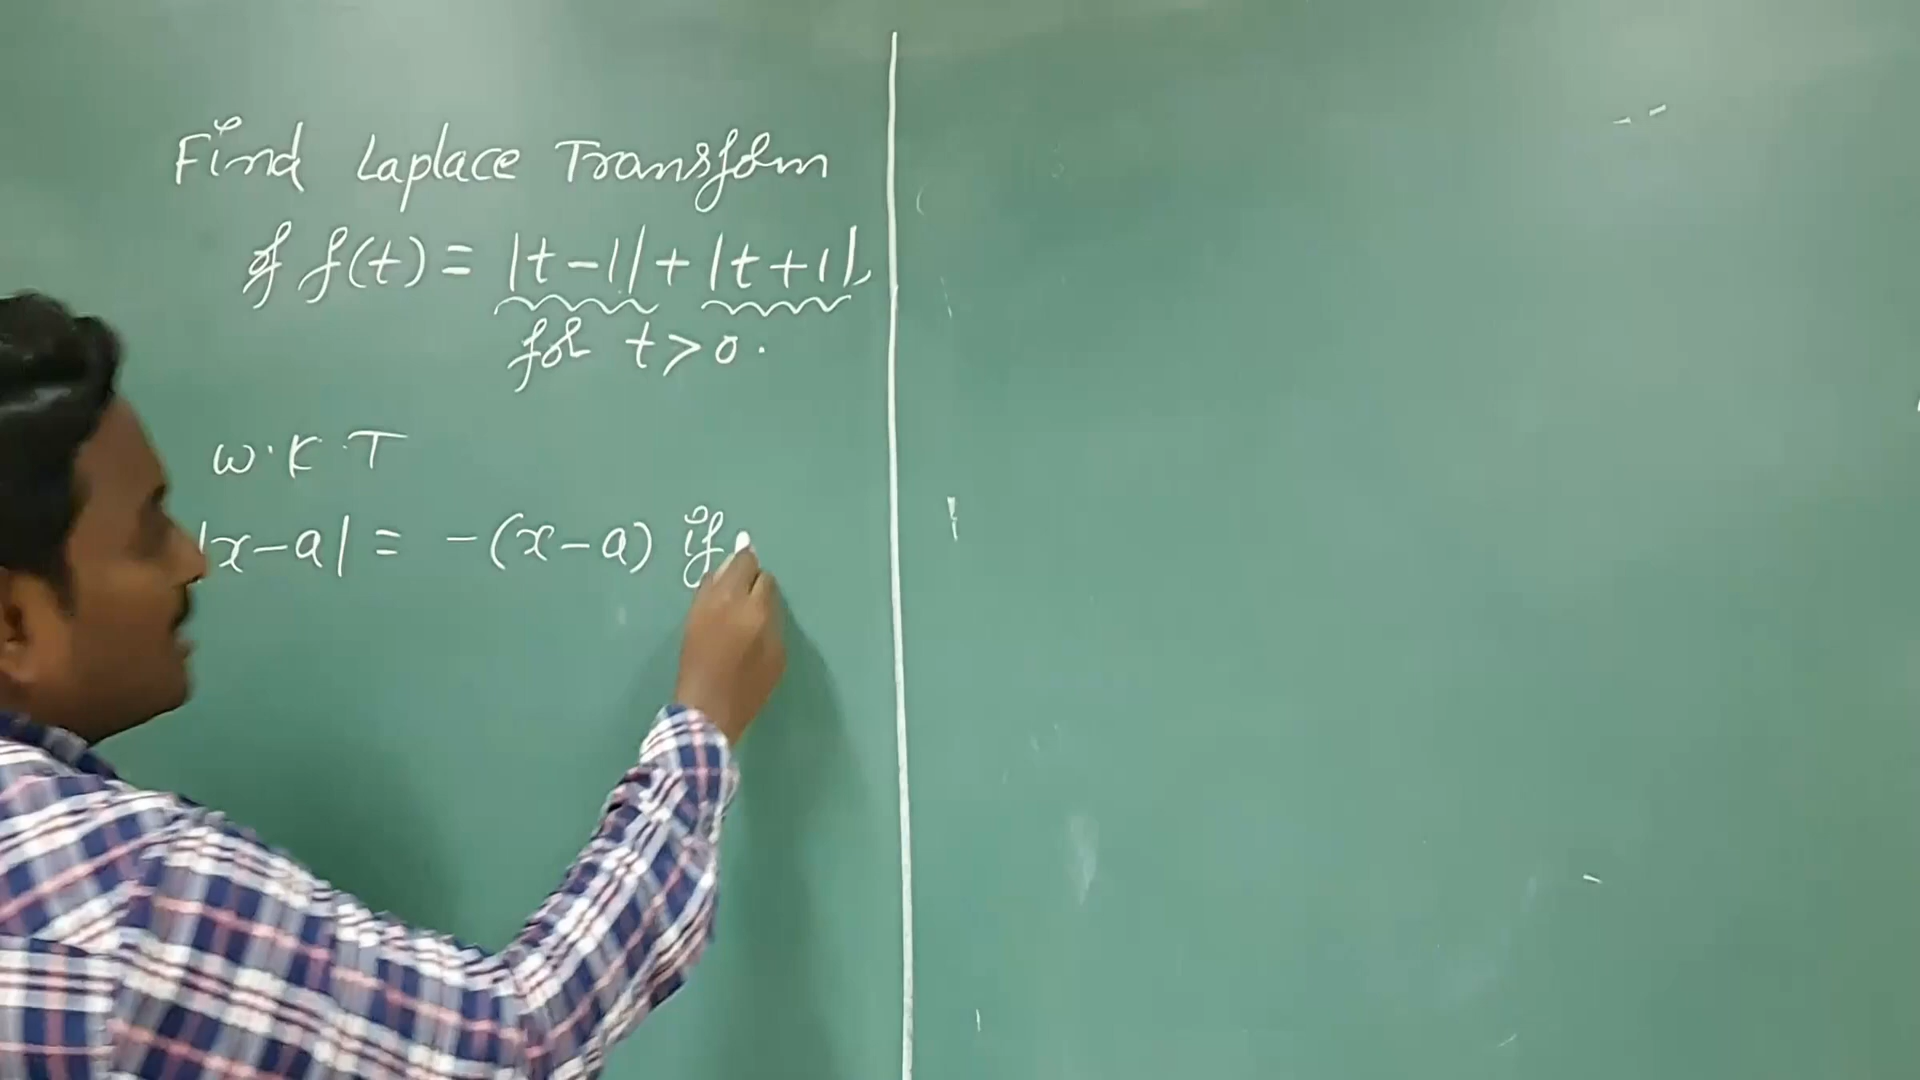 Find Laplace Transform
of f(t) = |t-1| + |t+1|,
for t>0.
W.K.T
|x-a| = -(x-a) if